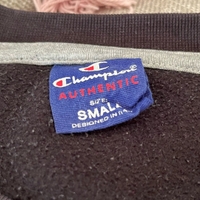 Champion
AUTHENTIC
SIZE:
SMALL
DESIGNED IN